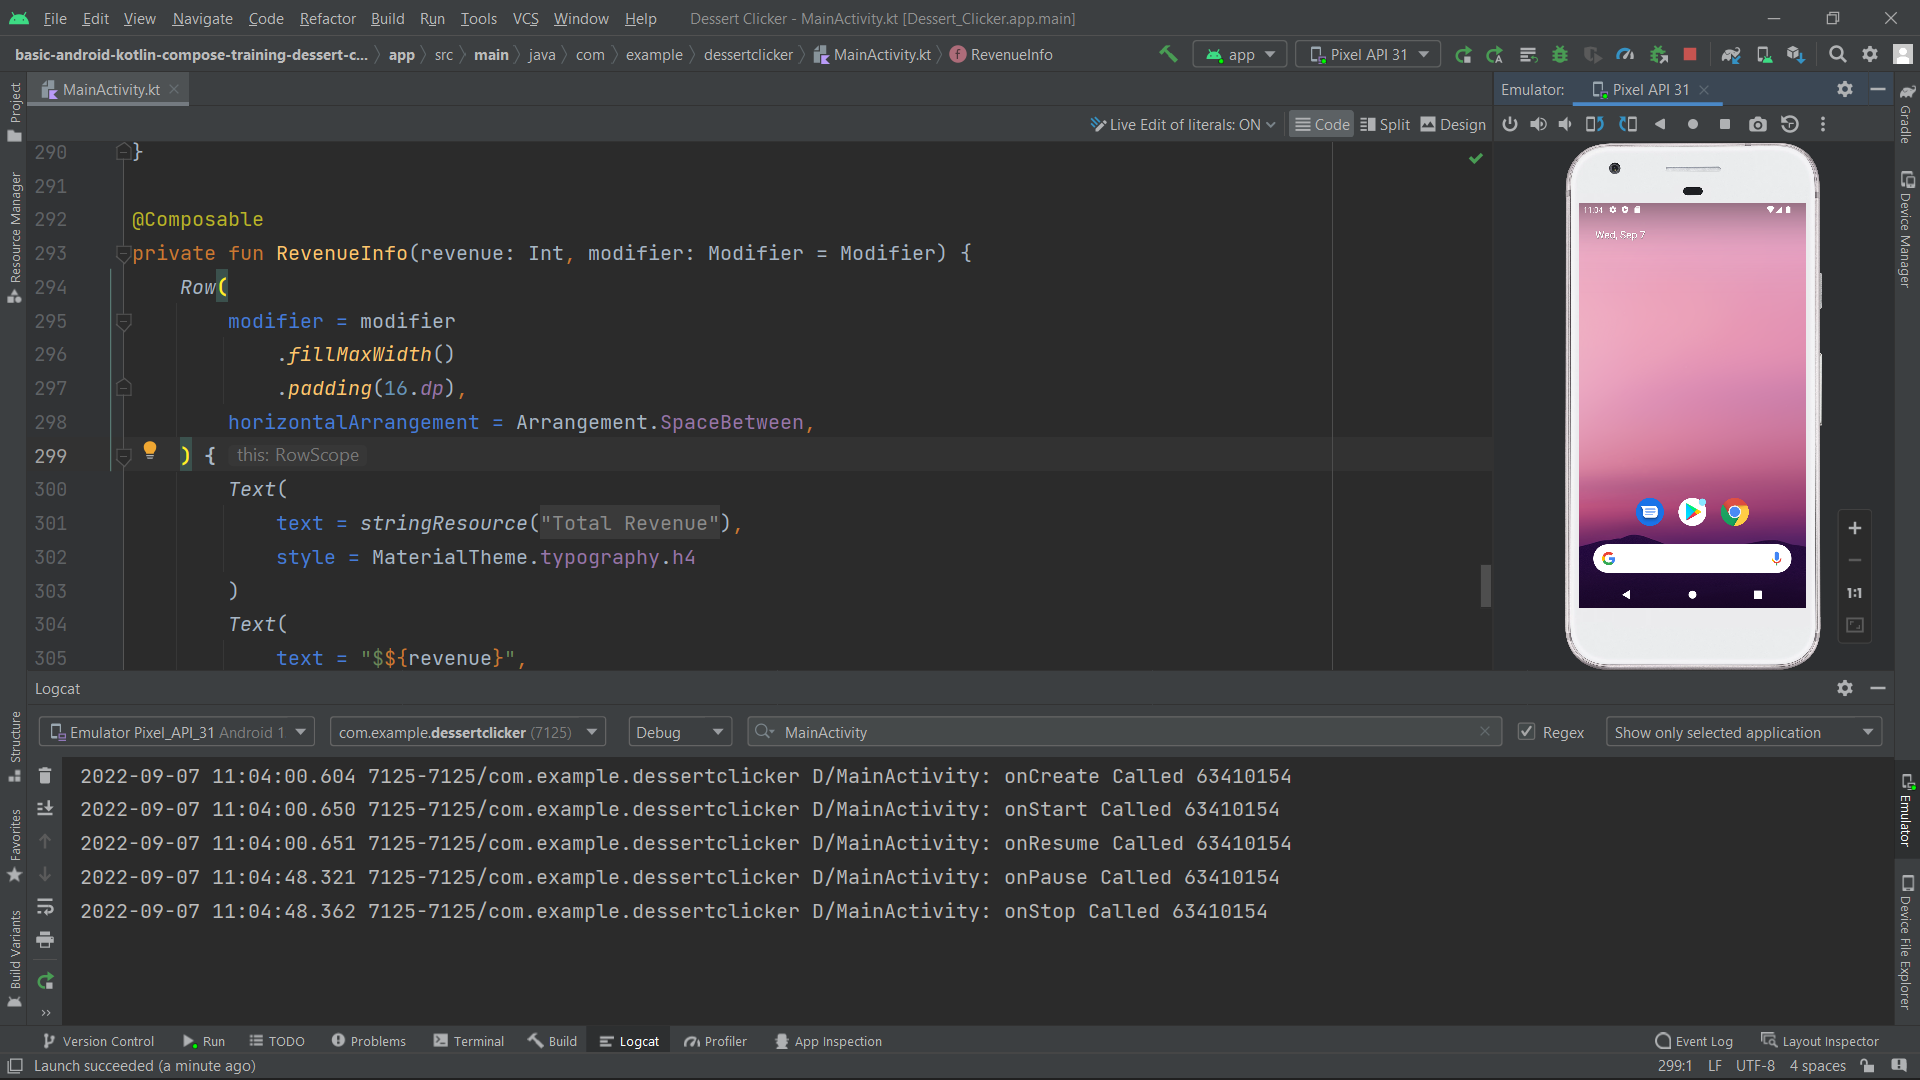 File Edit View Navigate Code Refactor Build Run Tools VCS Window Help Dessert Clicker - MainActivity.kt [Dessert_Clicker.app.main]
basic-android-kotlin-compose-training-dessert-c... app src main java com example dessertclicker MainActivity.kt RevenueInfo app Pixel API 31
MainActivity.kt
Emulator: Pixel API 31
Live Edit of literals: ON Code Split Design
290 }
291
292 @Composable
293 private fun RevenueInfo(revenue: Int, modifier: Modifier = Modifier) {
294 Row(
295 modifier = modifier
296 .fillMaxWidth()
297 .padding(16.dp),
298 horizontalArrangement = Arrangement.SpaceBetween,
299 ) { this: RowScope
300 Text(
301 text = stringResource("Total Revenue"),
302 style = MaterialTheme.typography.h4
303 )
304 Text(
305 text = "$${revenue}",
11:04
Wed, Sep 7
1:1
Project
Resource Manager
Structure
Favorites
Build Variants
Gradle
Device Manager
Emulator
Device File Explorer
Logcat
Emulator Pixel_API_31 Android 1 com.example.dessertclicker (7125) Debug MainActivity Regex Show only selected application
2022-09-07 11:04:00.604 7125-7125/com.example.dessertclicker D/MainActivity: onCreate Called 63410154
2022-09-07 11:04:00.650 7125-7125/com.example.dessertclicker D/MainActivity: onStart Called 63410154
2022-09-07 11:04:00.651 7125-7125/com.example.dessertclicker D/MainActivity: onResume Called 63410154
2022-09-07 11:04:48.321 7125-7125/com.example.dessertclicker D/MainActivity: onPause Called 63410154
2022-09-07 11:04:48.362 7125-7125/com.example.dessertclicker D/MainActivity: onStop Called 63410154
Version Control Run TODO Problems Terminal Build Logcat Profiler App Inspection Event Log Layout Inspector
Launch succeeded (a minute ago) 299:1 LF UTF-8 4 spaces